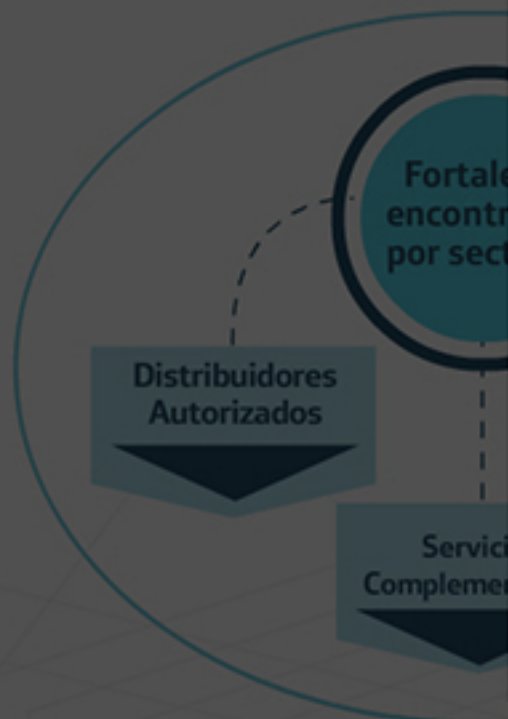 Fortale
encontr
por sect
Distribuidores
Autorizados
Servici
Complemen